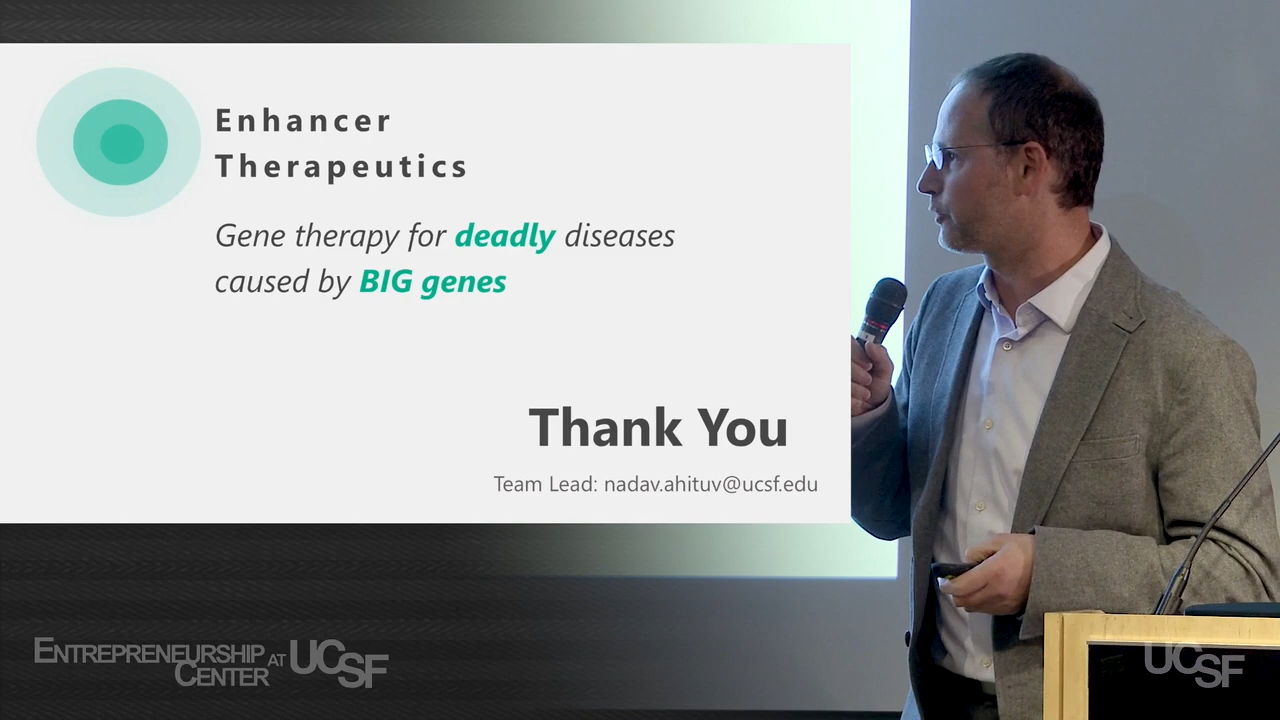 Enhancer
Therapeutics
Gene therapy for deadly diseases
caused by BIG genes
Thank You
Team Lead: nadav.ahituv@ucsf.edu
ENTREPRENEURSHIP AT UCSF
CENTER
UCSF